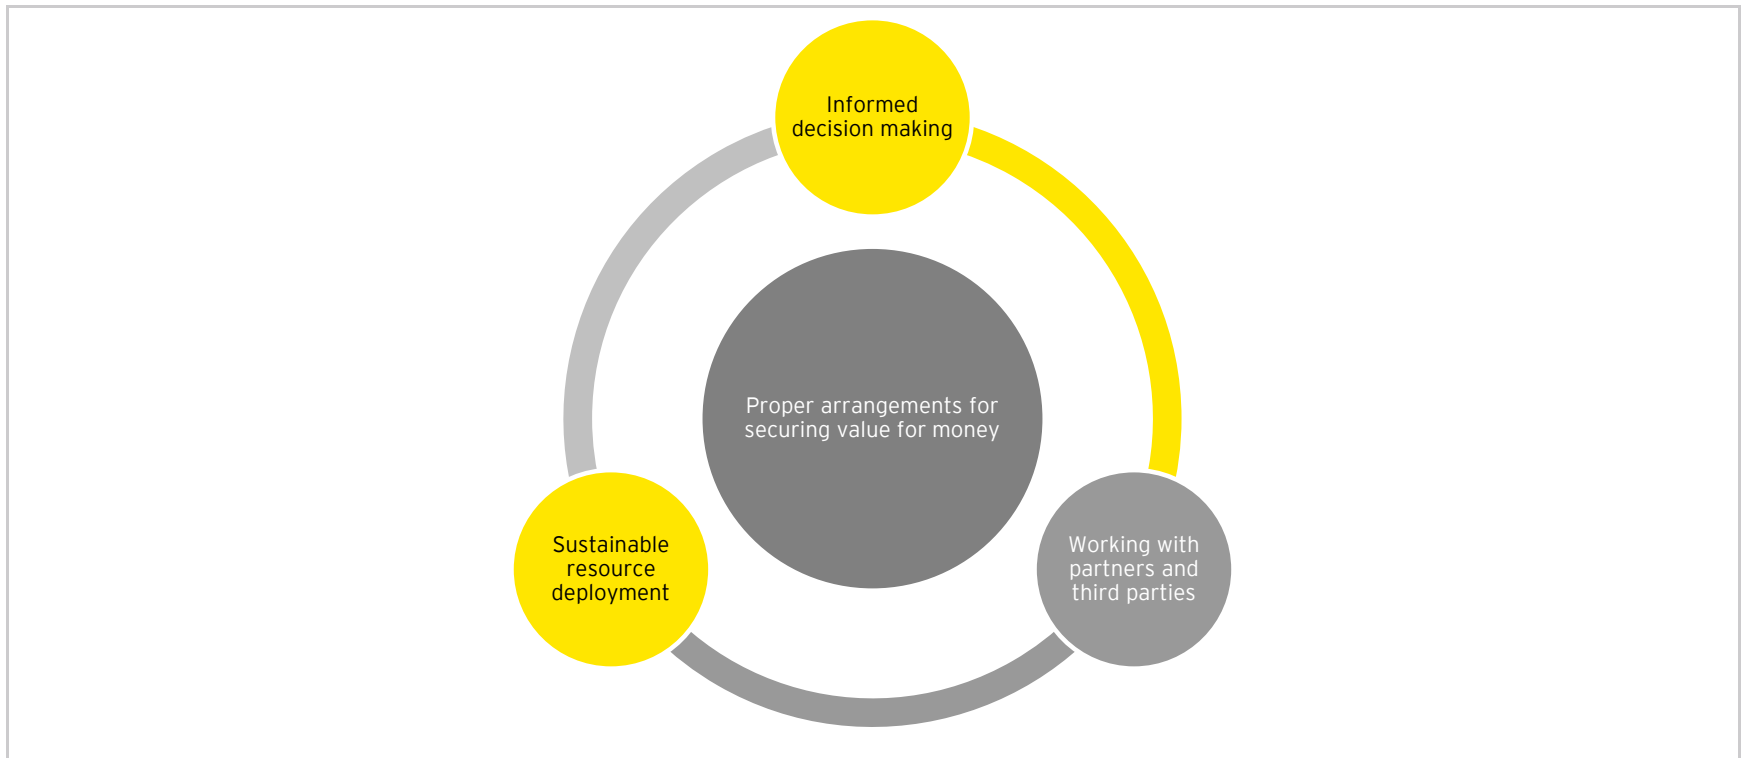 Informed
decision making
Proper arrangements for
securing value for money
Sustainable
resource
deployment
Working with
partners and
third parties